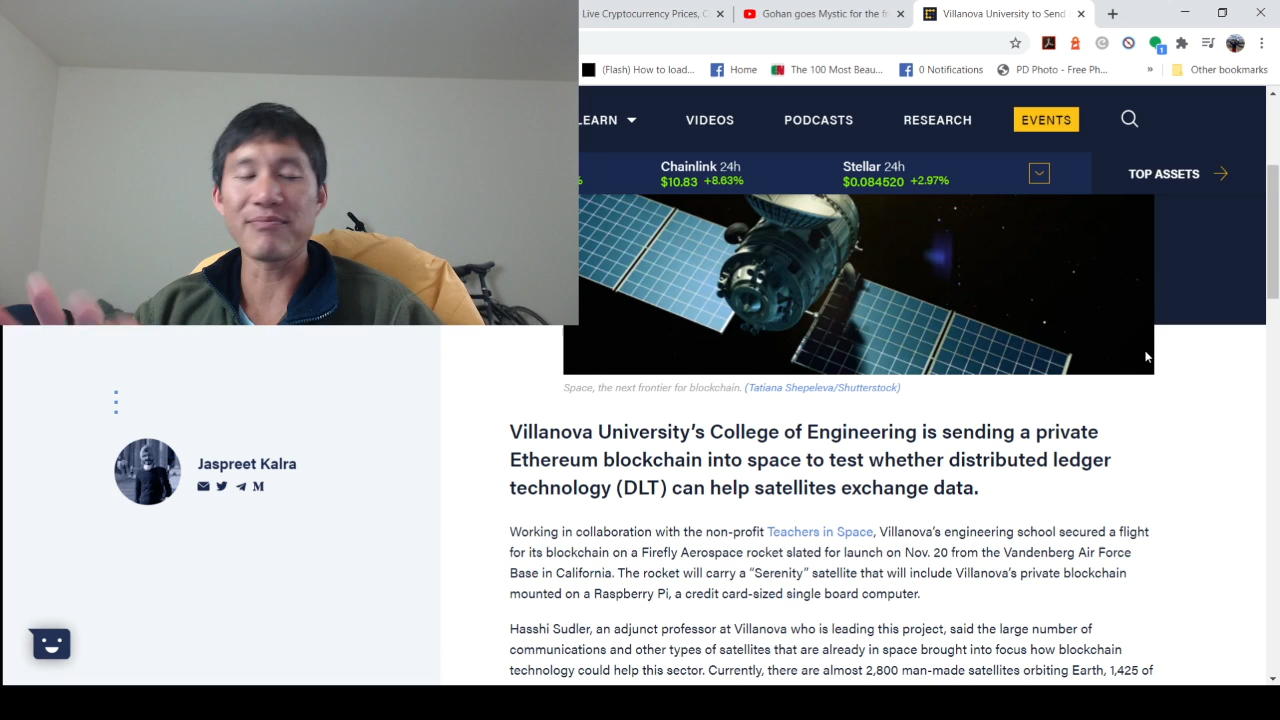 Live Cryptocurrency Prices, C
Gohan goes Mystic for the fi
Villanova University to Send
1
(Flash) How to load...
Home
The 100 Most Beau...
0 Notifications
PD Photo - Free Ph...
»
Other bookmarks
LEARN
VIDEOS
PODCASTS
RESEARCH
EVENTS
Chainlink 24h
Stellar 24h
% $10.83 +8.63%
$0.084520 +2.97%
TOP ASSETS
Space, the next frontier for blockchain. (Tatiana Shepeleva/Shutterstock)
Jaspreet Kalra
Villanova University's College of Engineering is sending a private
Ethereum blockchain into space to test whether distributed ledger
technology (DLT) can help satellites exchange data.
Working in collaboration with the non-profit Teachers in Space, Villanova's engineering school secured a flight
for its blockchain on a Firefly Aerospace rocket slated for launch on Nov. 20 from the Vandenberg Air Force
Base in California. The rocket will carry a “Serenity” satellite that will include Villanova's private blockchain
mounted on a Raspberry Pi, a credit card-sized single board computer.
Hasshi Sudler, an adjunct professor at Villanova who is leading this project, said the large number of
communications and other types of satellites that are already in space brought into focus how blockchain
technology could help this sector. Currently, there are almost 2,800 man-made satellites orbiting Earth, 1,425 of